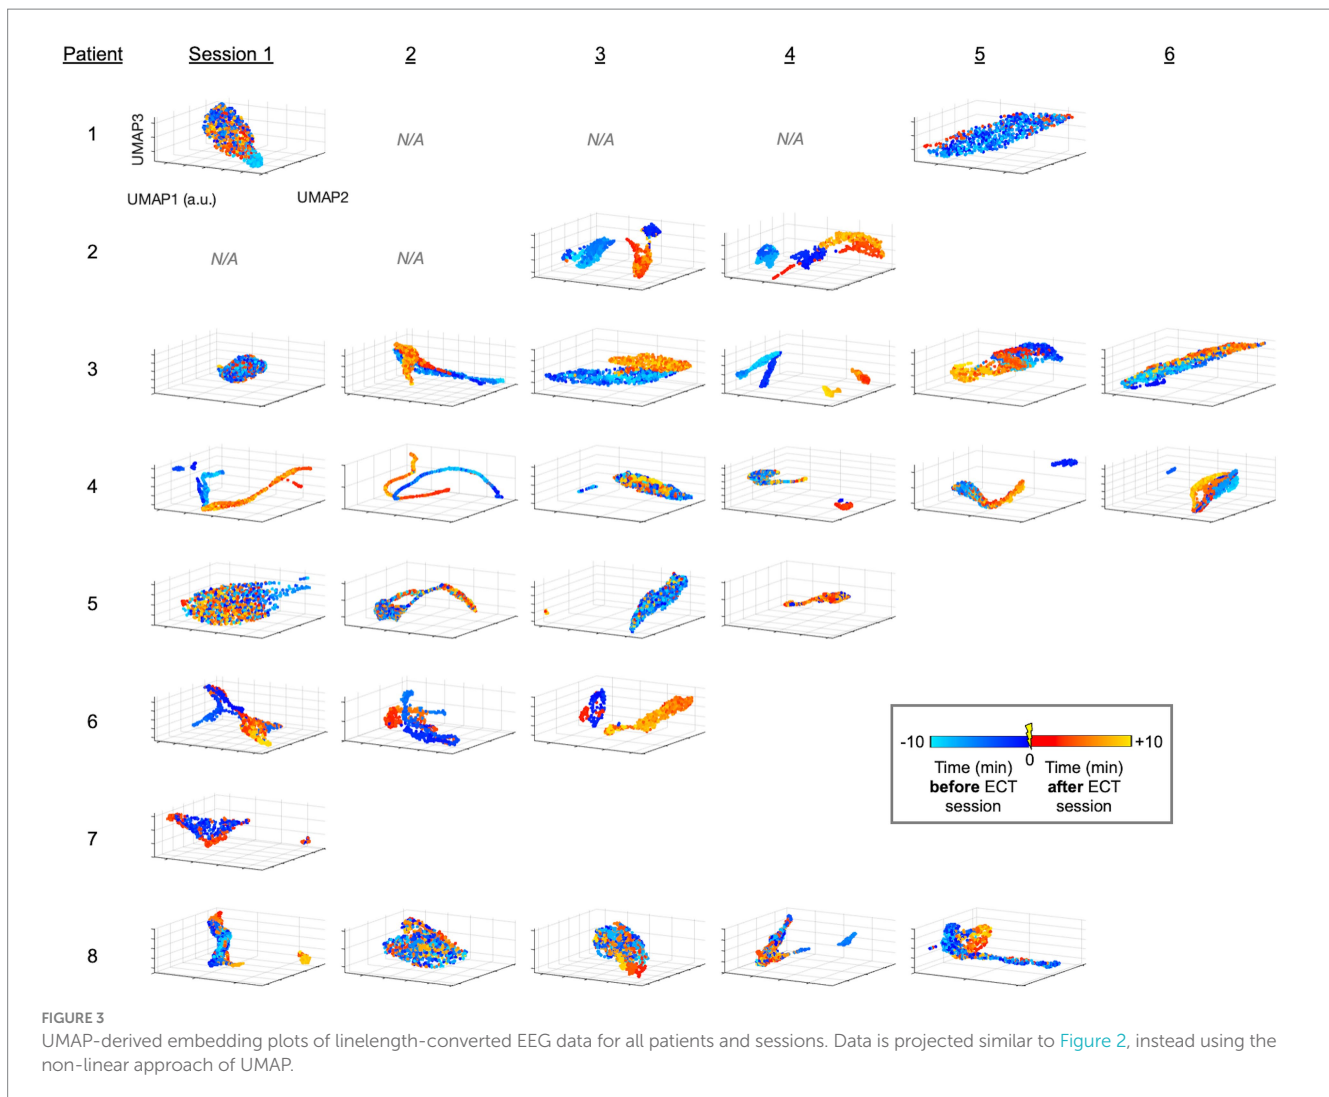 Patient Session 1 2 3 4 5 6
1
UMAP3
N/A N/A N/A
UMAP1 (a.u.) UMAP2
2
N/A N/A
3
4
5
6
-10 0 +10
Time (min) Time (min)
before ECT after ECT
session session
7
8
FIGURE 3
UMAP-derived embedding plots of linelength-converted EEG data for all patients and sessions. Data is projected similar to Figure 2, instead using the
non-linear approach of UMAP.